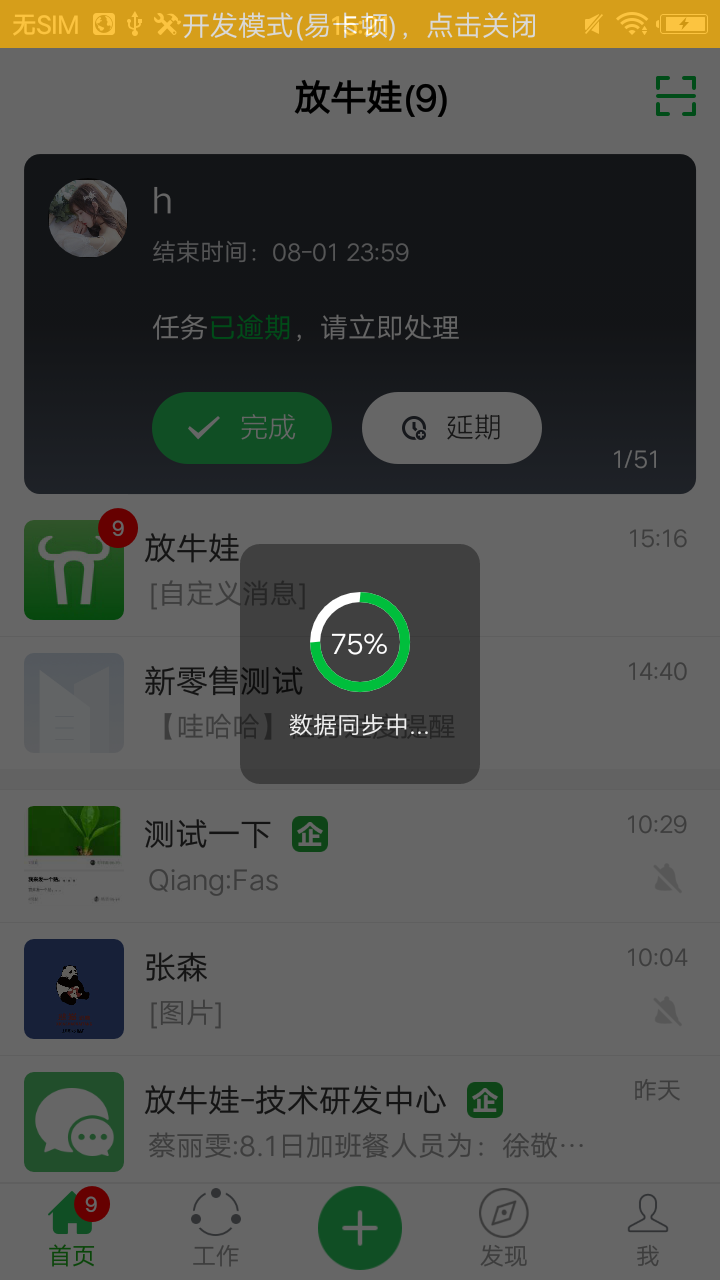 无SIM 开发模式(易卡顿)，点击关闭
放牛娃(9)
h
结束时间：08-01 23:59
任务已逾期，请立即处理
完成 延期
1/51
9
放牛娃 15:16
[自定义消息]
75%
新零售测试 14:40
【哇哈哈】 提醒
数据同步中...
测试一下 企 10:29
Qiang:Fas
张森 10:04
[图片]
放牛娃-技术研发中心 企 昨天
蔡丽雯:8.1日加班餐人员为：徐敬…
9
首页 工作 发现 我